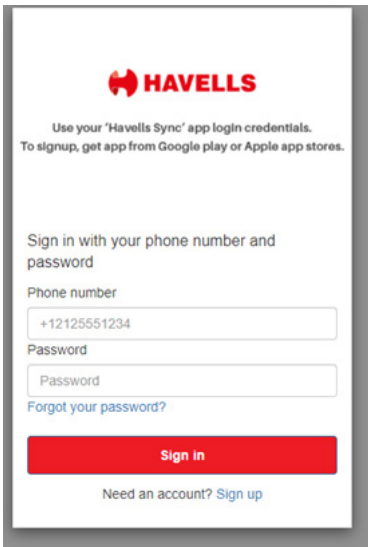 HAVELLS
Use your 'Havells Sync' app login credentials.
To signup, get app from Google play or Apple app stores.
Sign in with your phone number and
password
Phone number
+12125551234
Password
Password
Forgot your password?
Sign in
Need an account? Sign up